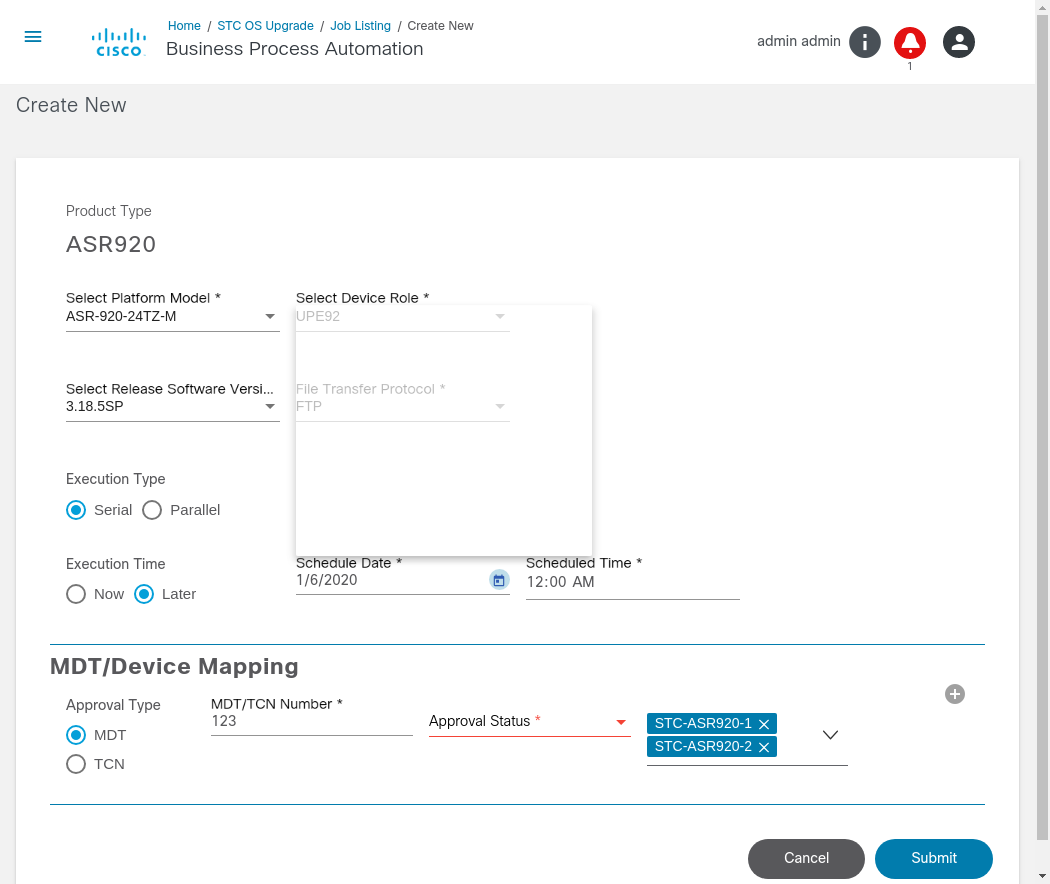 Home / STC OS Upgrade / Job Listing / Create New
CISCO
Business Process Automation
admin admin
1
Create New
Product Type
ASR920
Select Platform Model * Select Device Role *
ASR-920-24TZ-M UPE92
Select Release Software Versi... File Transfer Protocol *
3.18.5SP FTP
Execution Type
Serial Parallel
Execution Time Schedule Date * Scheduled Time *
1/6/2020 12:00 AM
Now Later
MDT/Device Mapping
Approval Type MDT/TCN Number *
123 Approval Status * STC-ASR920-1
MDT
STC-ASR920-2
TCN
Cancel Submit